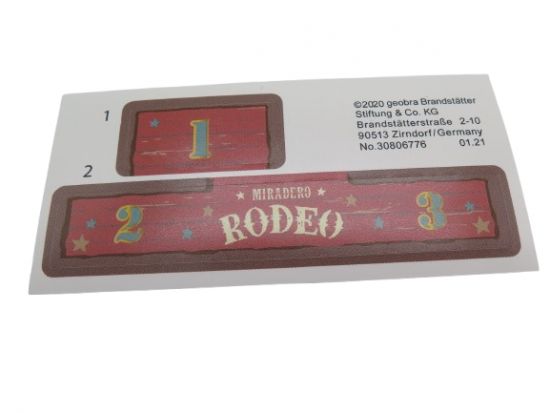 ©2020 geobra Brandstätter
Stiftung & Co. KG
Brandstätterstraße 2-10
90513 Zirndorf/Germany
No.30806776 01.21
1
1
2
MIRADERO
2 RODEO 3